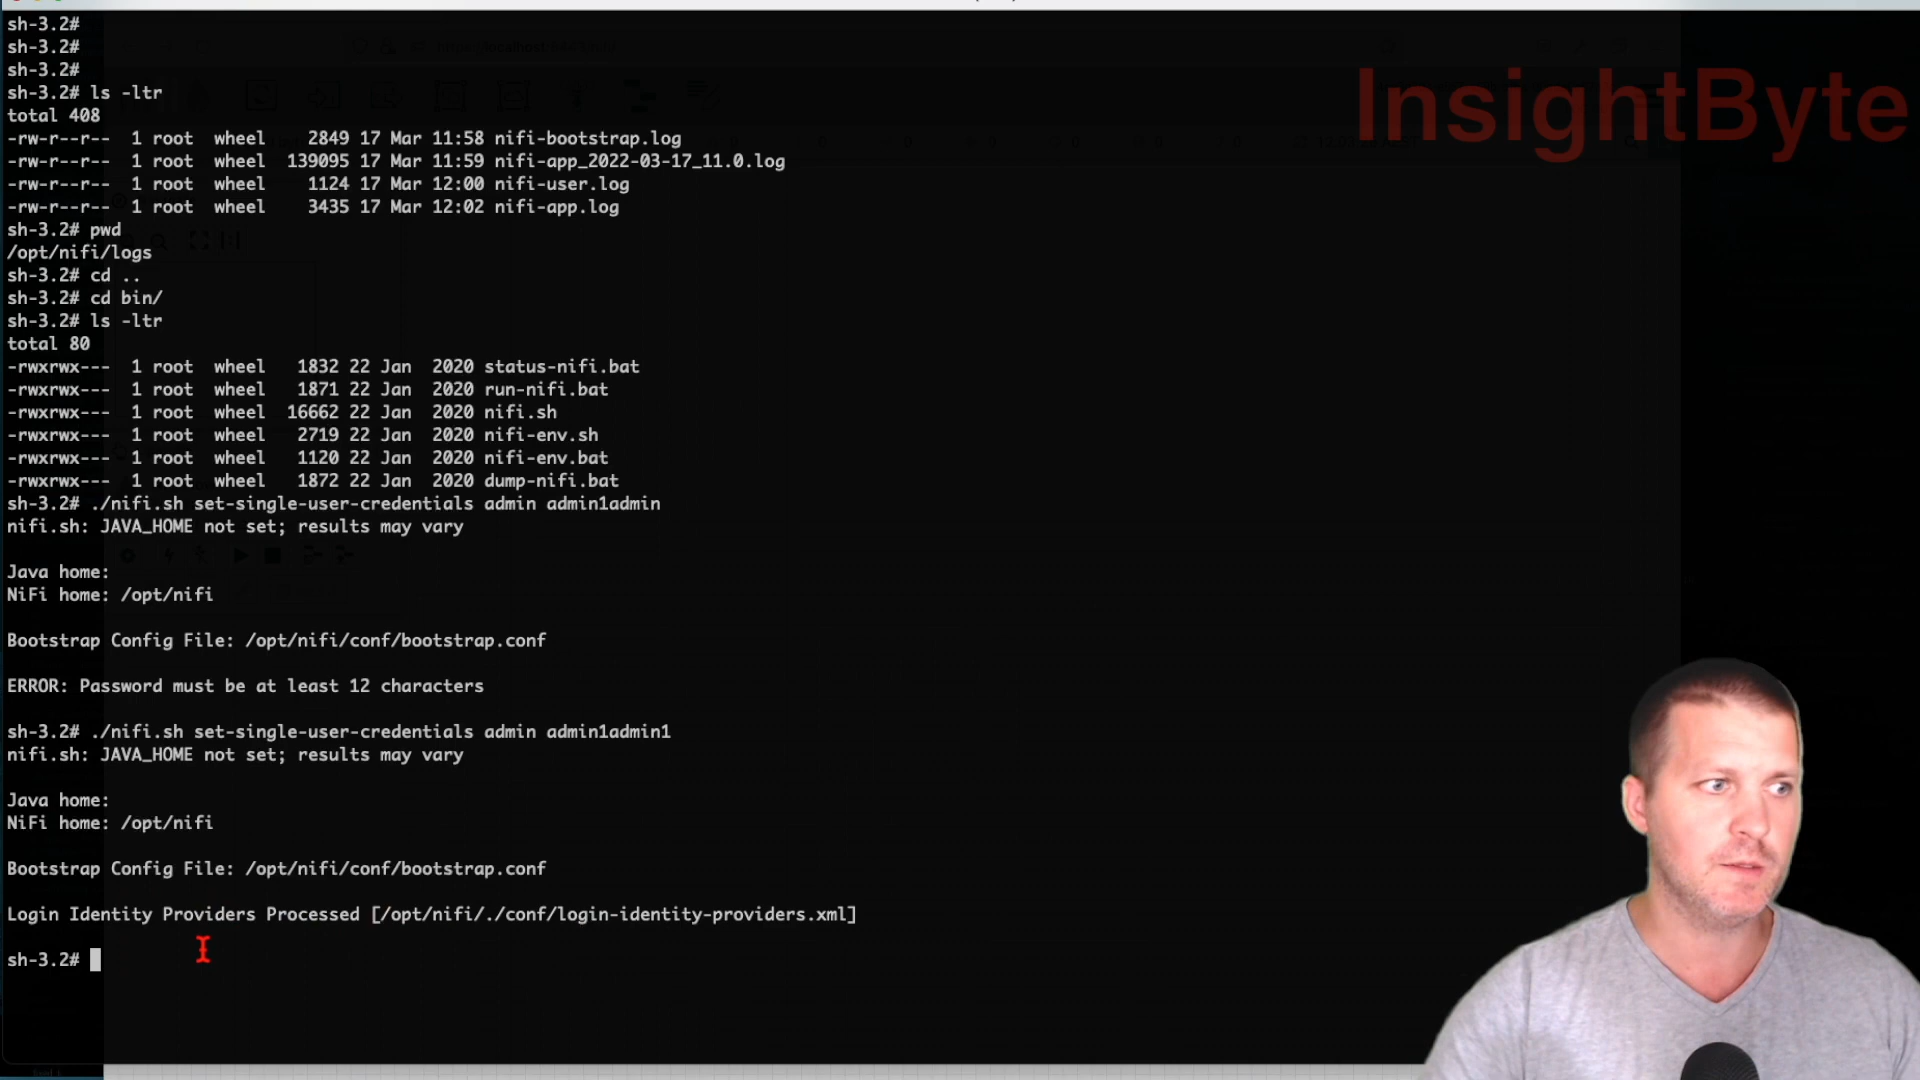 sh-3.2#
sh-3.2#
sh-3.2#
sh-3.2# ls -ltr
total 408
-rw-r--r-- 1 root wheel 2849 17 Mar 11:58 nifi-bootstrap.log
-rw-r--r-- 1 root wheel 139095 17 Mar 11:59 nifi-app_2022-03-17_11.0.log
-rw-r--r-- 1 root wheel 1124 17 Mar 12:00 nifi-user.log
-rw-r--r-- 1 root wheel 3435 17 Mar 12:02 nifi-app.log
sh-3.2# pwd
/opt/nifi/logs
sh-3.2# cd ..
sh-3.2# cd bin/
sh-3.2# ls -ltr
total 80
-rwxrwx--- 1 root wheel 1832 22 Jan 2020 status-nifi.bat
-rwxrwx--- 1 root wheel 1871 22 Jan 2020 run-nifi.bat
-rwxrwx--- 1 root wheel 16662 22 Jan 2020 nifi.sh
-rwxrwx--- 1 root wheel 2719 22 Jan 2020 nifi-env.sh
-rwxrwx--- 1 root wheel 1120 22 Jan 2020 nifi-env.bat
-rwxrwx--- 1 root wheel 1872 22 Jan 2020 dump-nifi.bat
sh-3.2# ./nifi.sh set-single-user-credentials admin admin1admin
nifi.sh: JAVA_HOME not set; results may vary
Java home:
NiFi home: /opt/nifi
Bootstrap Config File: /opt/nifi/conf/bootstrap.conf
ERROR: Password must be at least 12 characters
sh-3.2# ./nifi.sh set-single-user-credentials admin admin1admin1
nifi.sh: JAVA_HOME not set; results may vary
Java home:
NiFi home: /opt/nifi
Bootstrap Config File: /opt/nifi/conf/bootstrap.conf
Login Identity Providers Processed [/opt/nifi/./conf/login-identity-providers.xml]
sh-3.2#
InsightByte